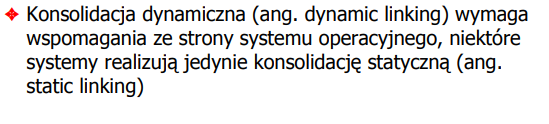 Konsolidacja dynamiczna (ang. dynamic linking) wymaga
wspomagania ze strony systemu operacyjnego, niektóre
systemy realizują jedynie konsolidację statyczną (ang.
static linking)